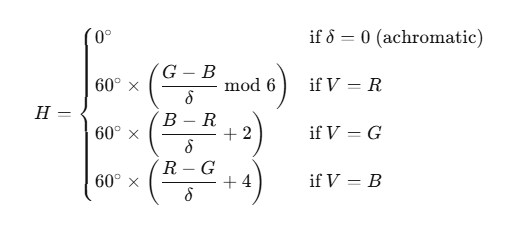 H = { 0° if δ = 0 (achromatic)
60° × ( (G − B)/δ mod 6 ) if V = R
60° × ( (B − R)/δ + 2 ) if V = G
60° × ( (R − G)/δ + 4 ) if V = B